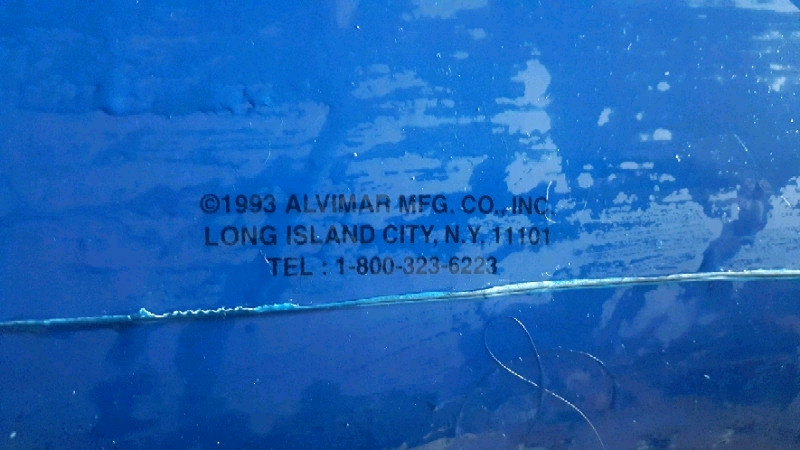 ©1993 ALVIMAR MFG. CO., INC.
LONG ISLAND CITY, N.Y, 11101
TEL : 1-800-323-6223